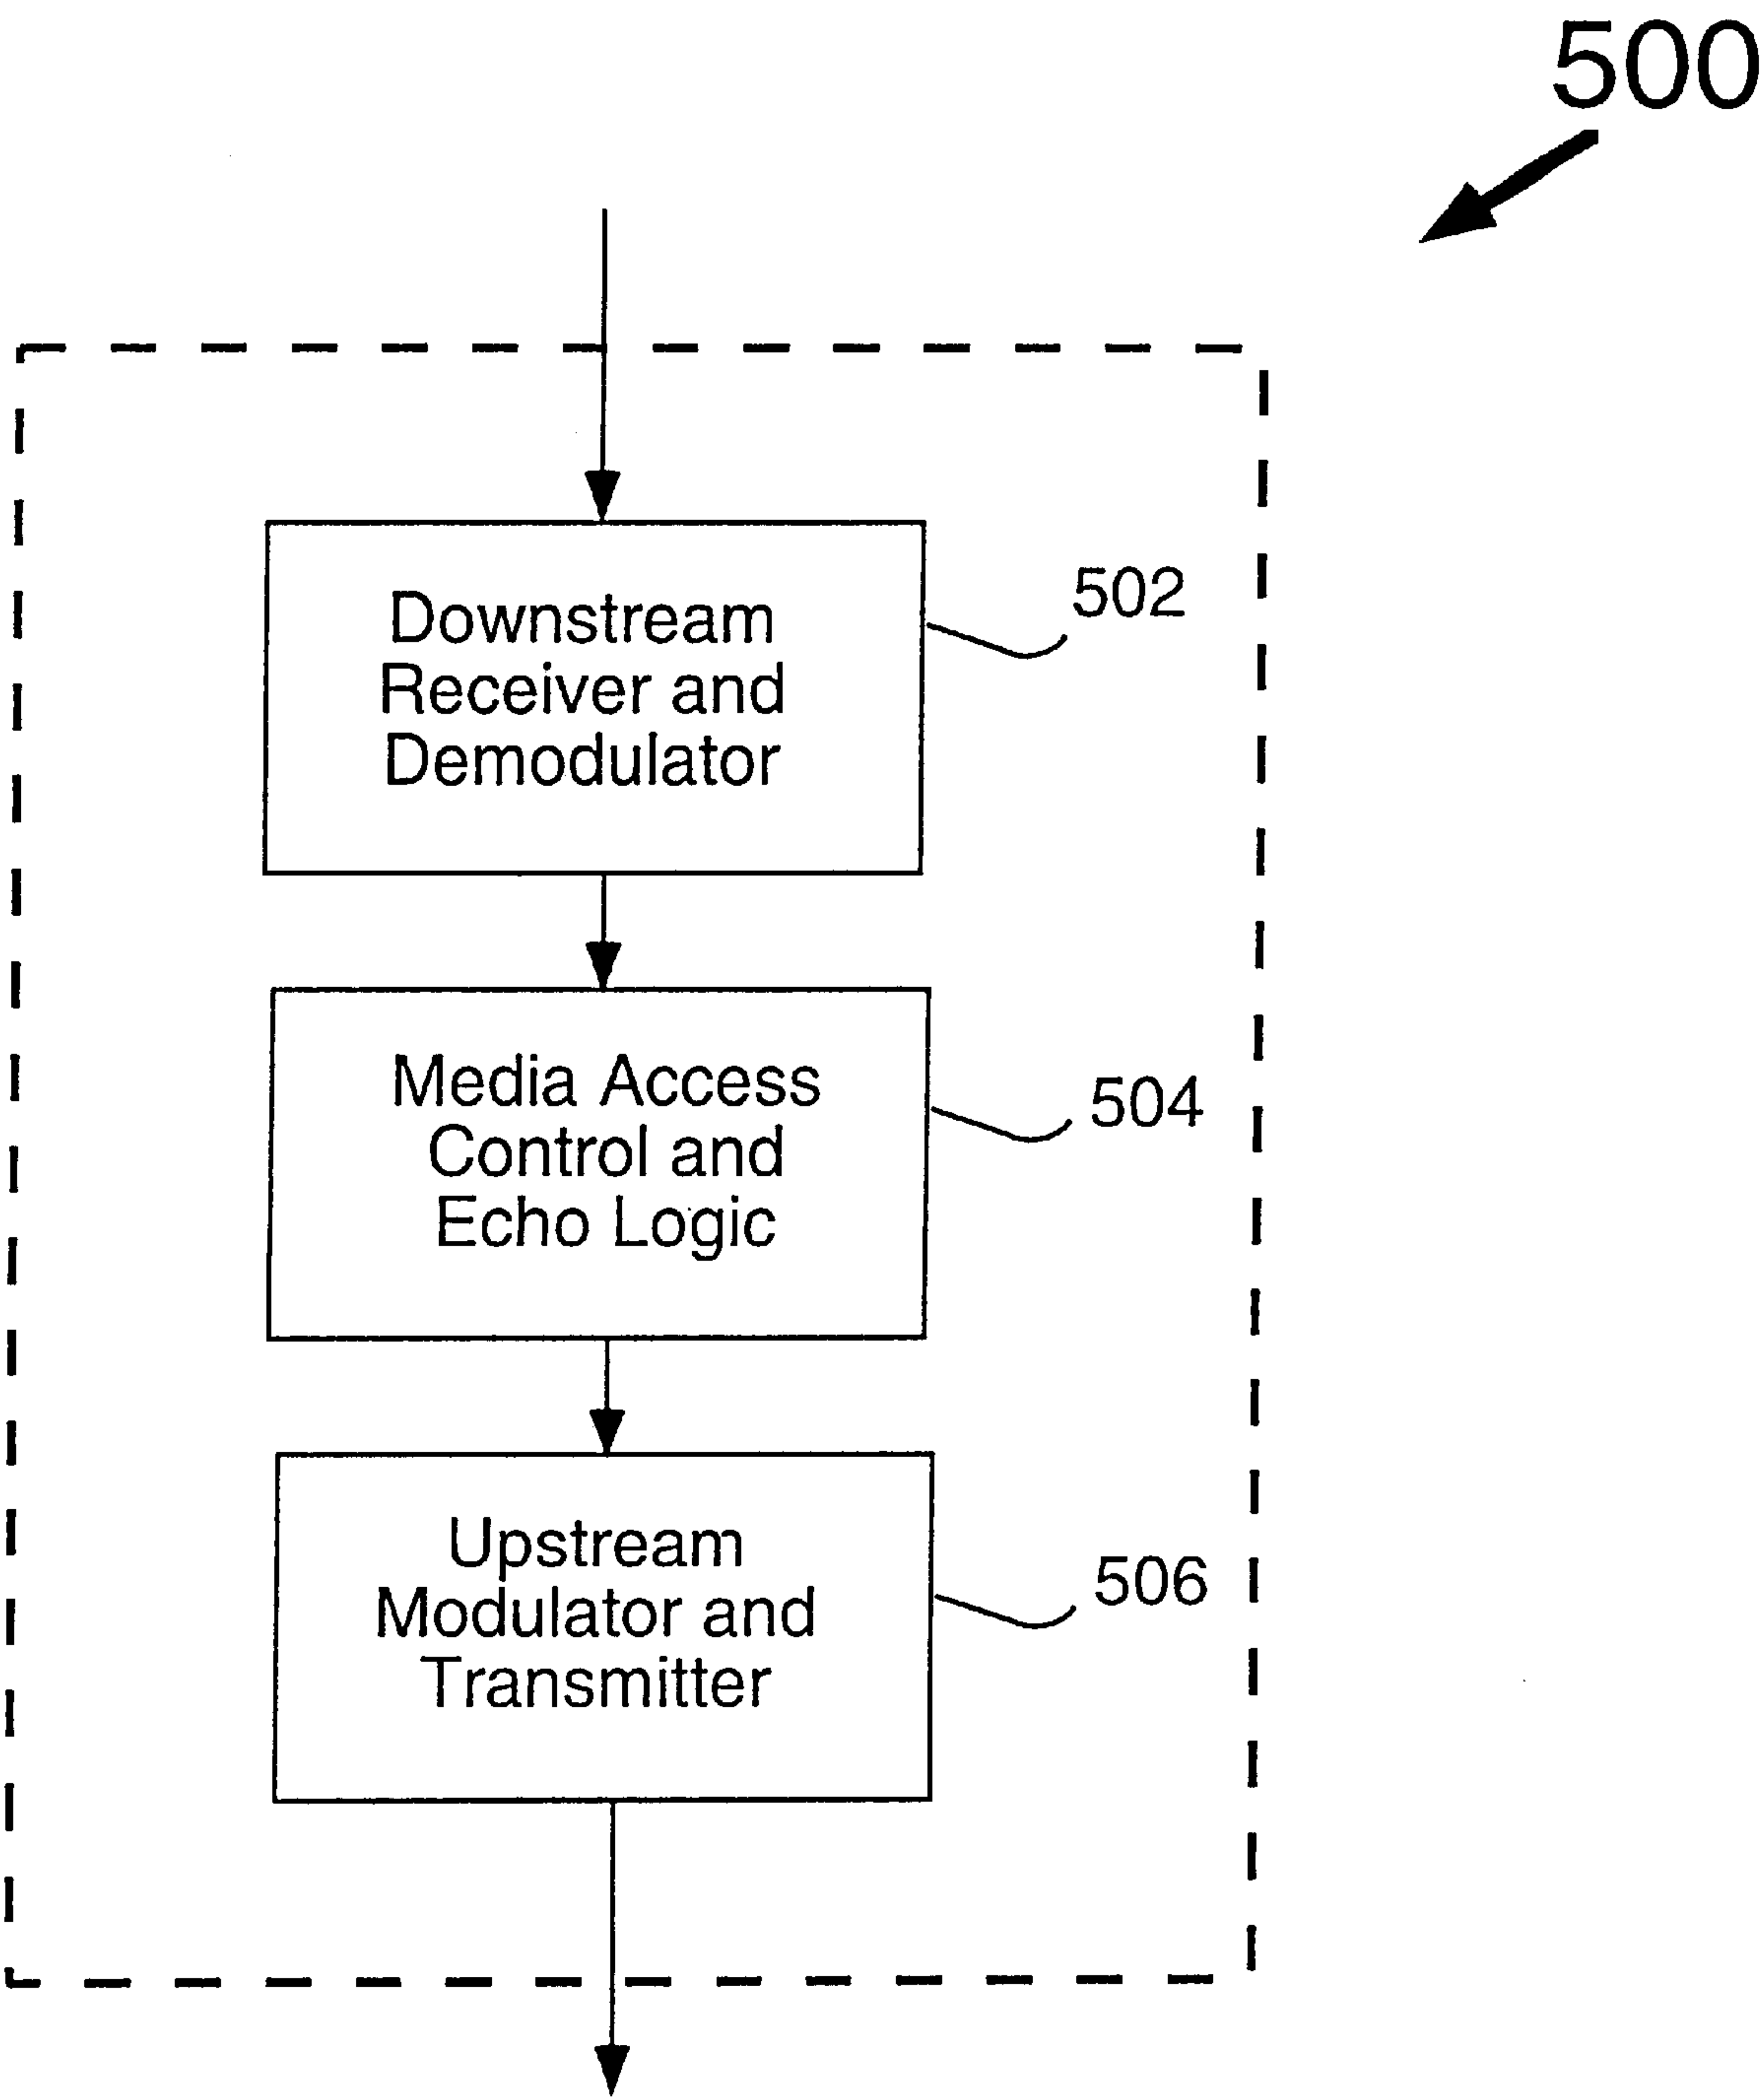 500
Downstream
Receiver and
Demodulator
502
Media Access
Control and
Echo Logic
504
Upstream
Modulator and
Transmitter
506